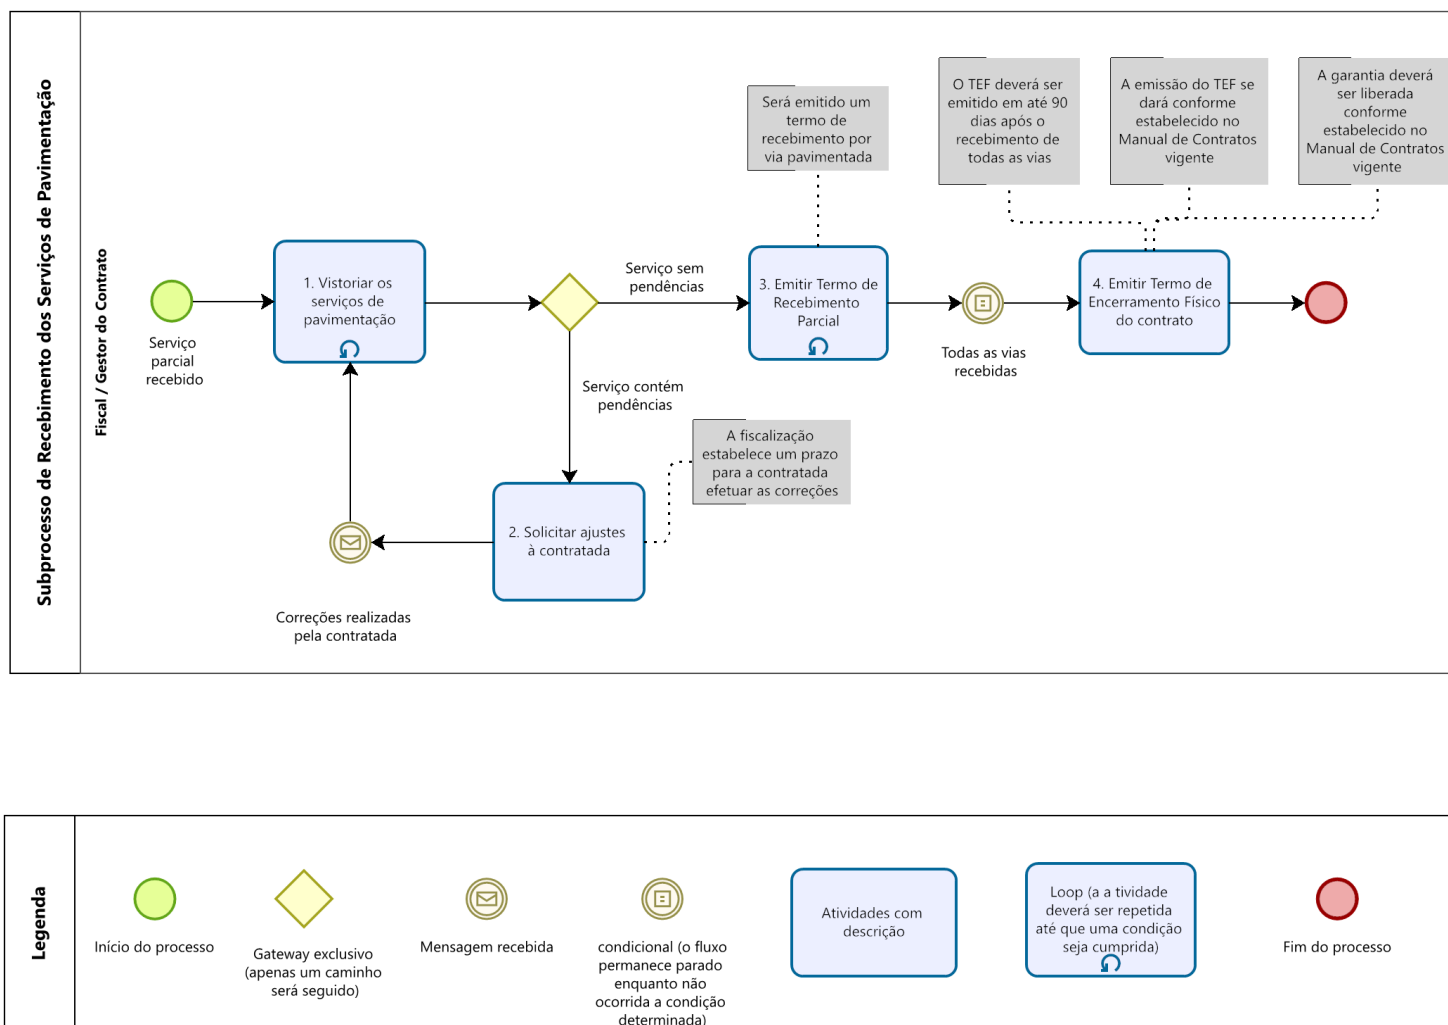 Subprocesso de Recebimento dos Serviços de Pavimentação
Fiscal / Gestor do Contrato
Serviço
parcial
recebido
1. Vistoriar os
serviços de
pavimentação
Serviço sem
pendências
Serviço contém
pendências
2. Solicitar ajustes
à contratada
A fiscalização
estabelece um prazo
para a contratada
efetuar as correções
Correções realizadas
pela contratada
Será emitido um
termo de
recebimento por
via pavimentada
3. Emitir Termo de
Recebimento
Parcial
Todas as vias
recebidas
O TEF deverá ser
emitido em até 90
dias após o
recebimento de
todas as vias
A emissão do TEF se
dará conforme
estabelecido no
Manual de Contratos
vigente
A garantia deverá
ser liberada
conforme
estabelecido no
Manual de Contratos
vigente
4. Emitir Termo de
Encerramento Físico
do contrato
Legenda
Início do processo
Gateway exclusivo
(apenas um caminho
será seguido)
Mensagem recebida
condicional (o fluxo
permanece parado
enquanto não
ocorrida a condição
determinada)
Atividades com
descrição
Loop (a a tividade
deverá ser repetida
até que uma condição
seja cumprida)
Fim do processo